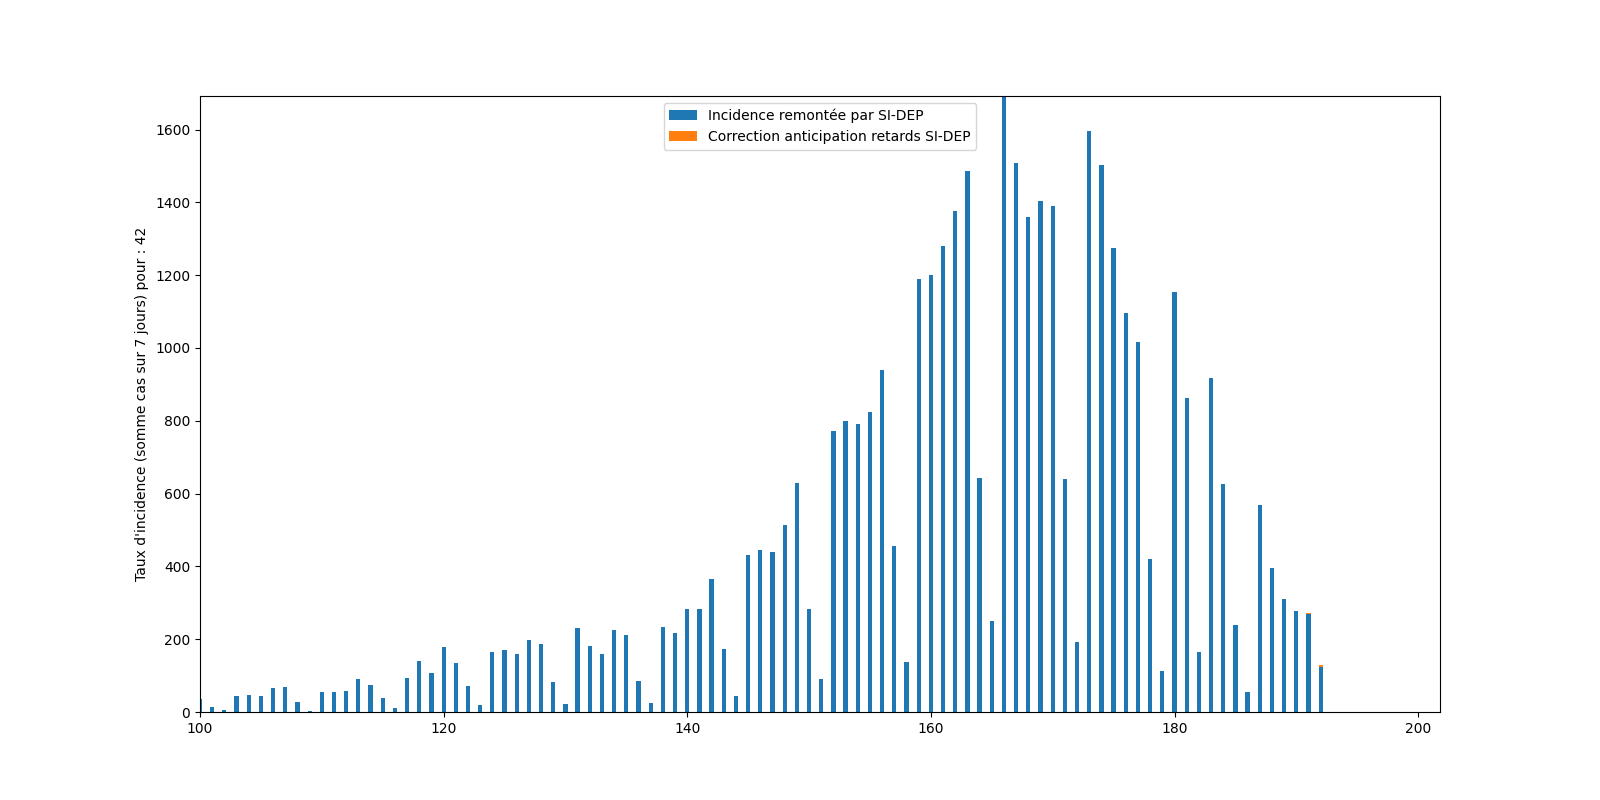 Incidence remontée par SI-DEP
Correction anticipation retards SI-DEP
Taux d'incidence (somme cas sur 7 jours) pour : 42
1600
1400
1200
1000
800
600
400
200
0
100 120 140 160 180 200